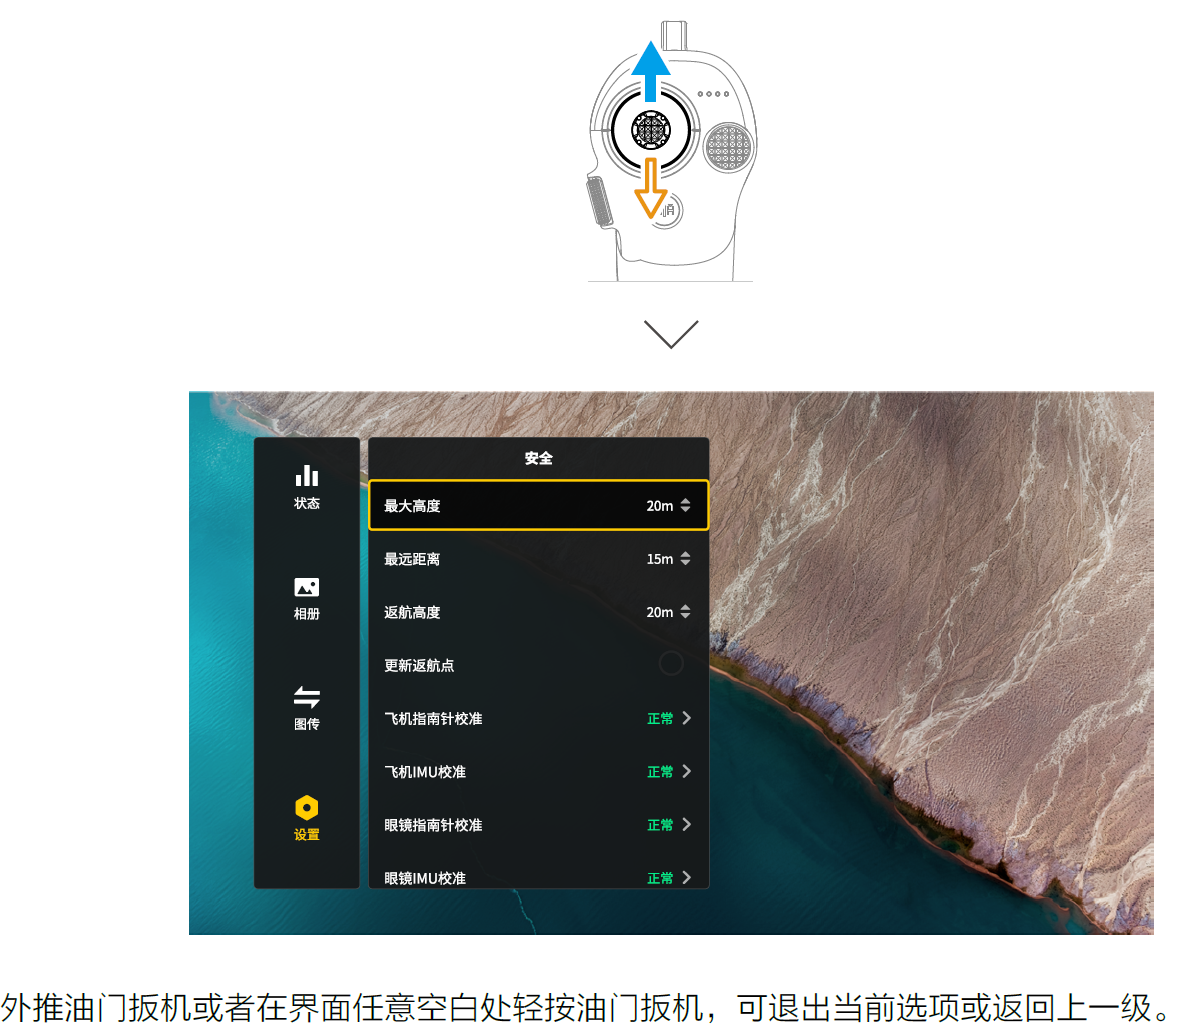 安全
状态
最大高度 20m
最远距离 15m
相册
返航高度 20m
更新返航点
图传
飞机指南针校准 正常
飞机IMU校准 正常
设置
眼镜指南针校准 正常
眼镜IMU校准 正常
外推油门扳机或者在界面任意空白处轻按油门扳机，可退出当前选项或返回上一级。